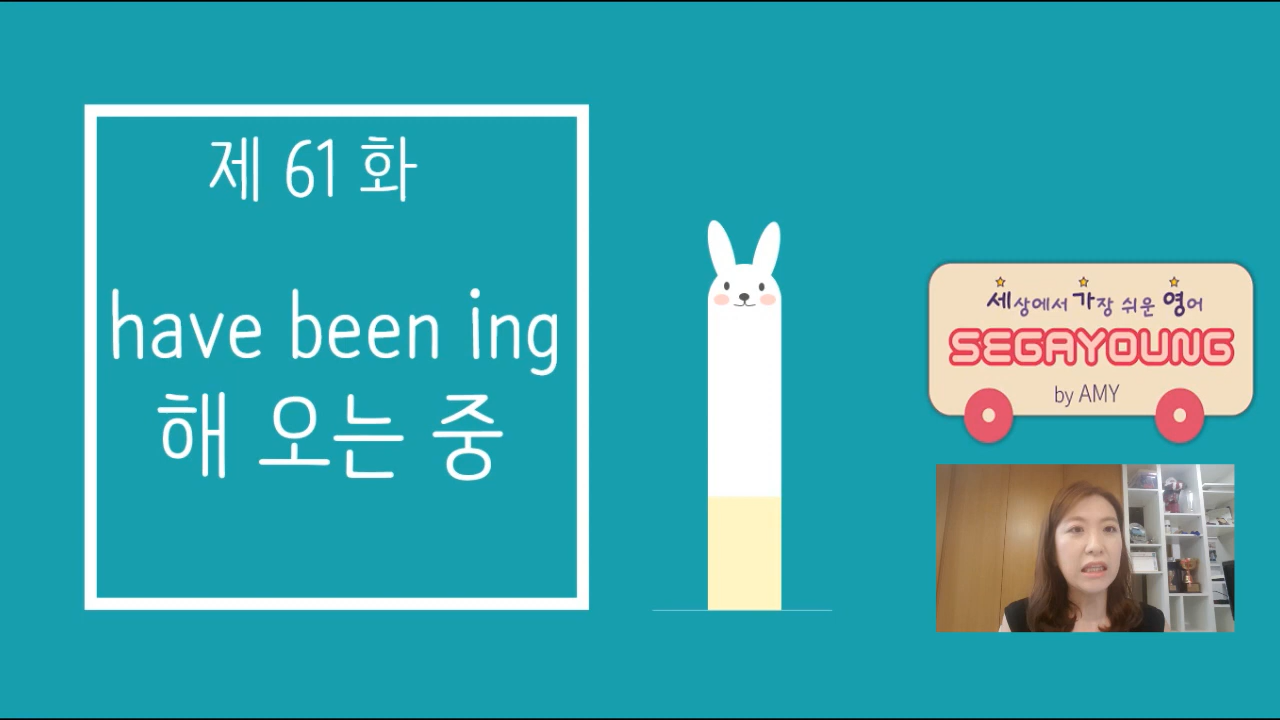 제 61 화
have been ing
해 오는 중
세상에서 가장 쉬운 영어
SEGAYOUNG
by AMY